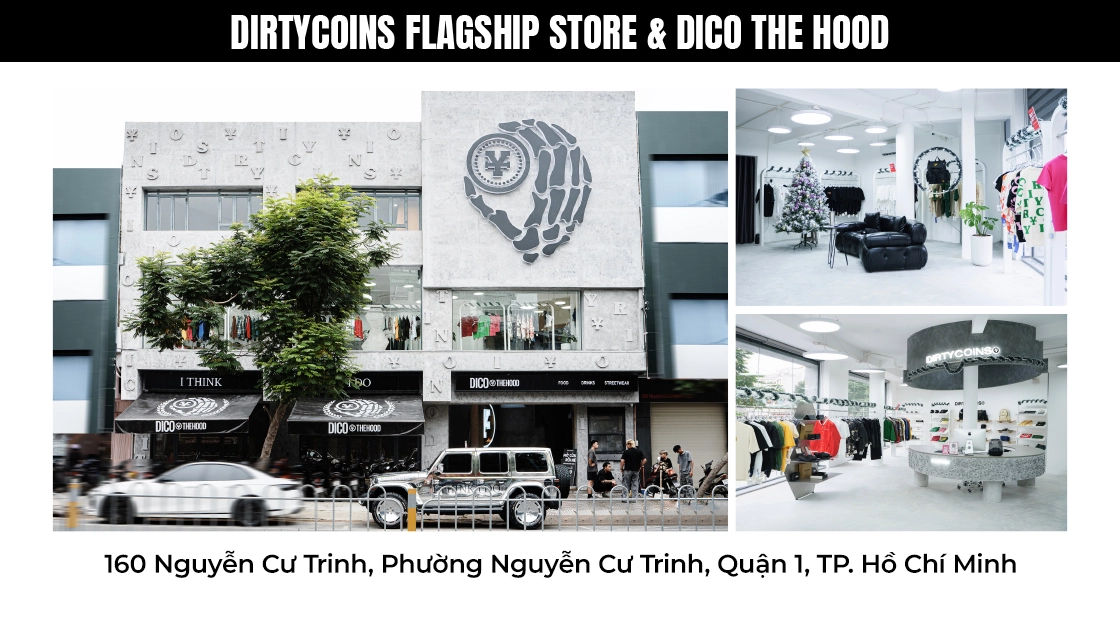 DIRTYCOINS FLAGSHIP STORE & DICO THE HOOD
I THINK
DO
DICO THEHOOD
FOOD DRINKS STREETWEAR
DICO THEHOOD
DICO THEHOOD
DIRTYCOINS
160 Nguyễn Cư Trinh, Phường Nguyễn Cư Trinh, Quận 1, TP. Hồ Chí Minh